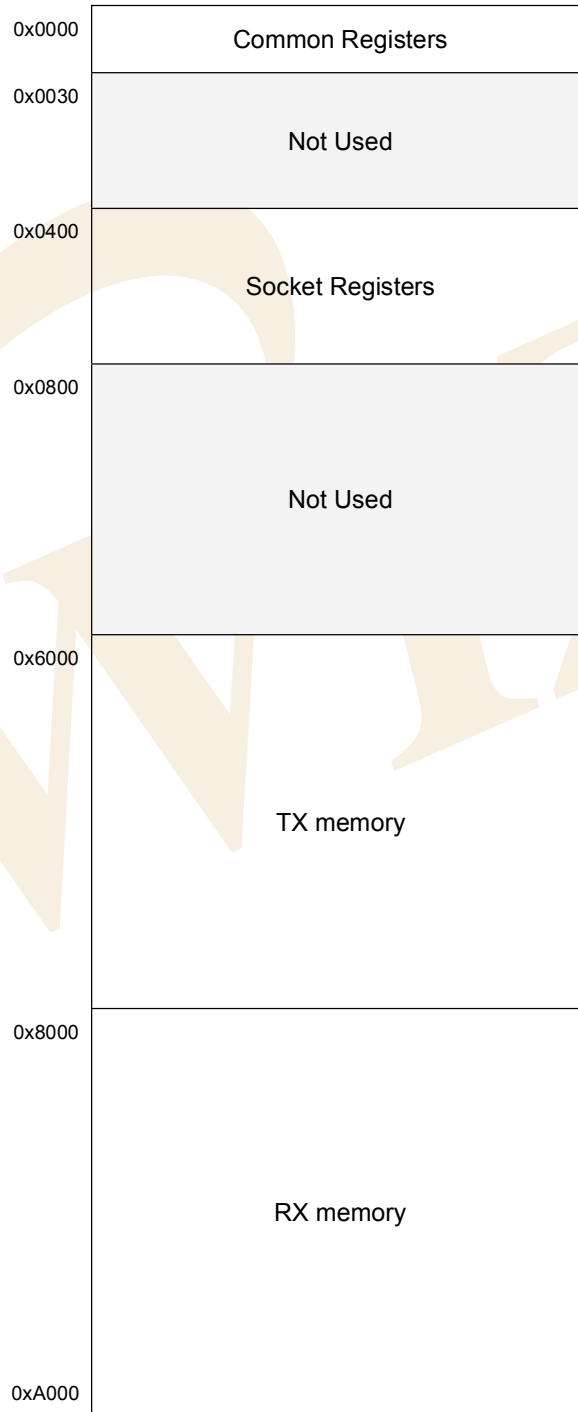 0x0000
Common Registers
0x0030
Not Used
0x0400
Socket Registers
0x0800
Not Used
0x6000
TX memory
0x8000
RX memory
0xA000